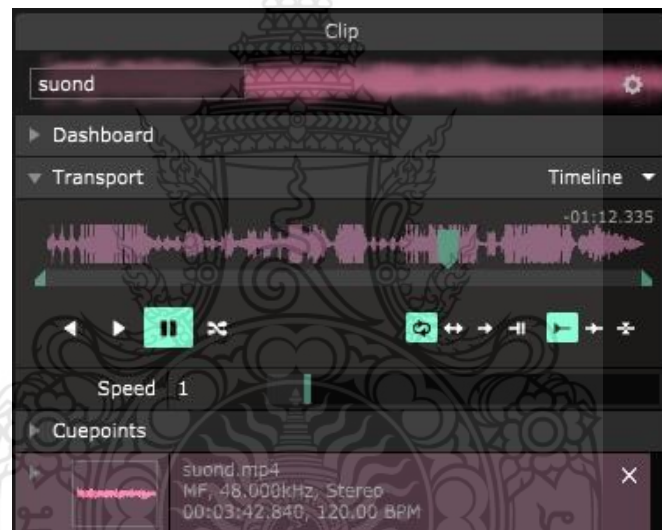 Clip
suond
Dashboard
Transport Timeline
-01:12.335
Speed 1
Cuepoints
suond.mp4
MF, 48.000kHz, Stereo
00:03:42.840, 120.00 BPM